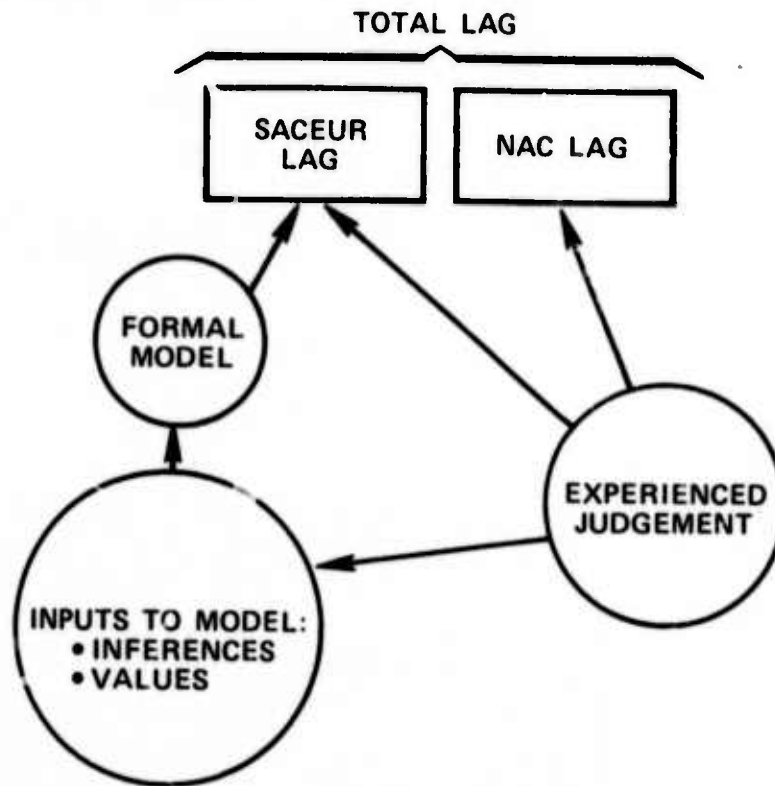 TOTAL LAG
SACEUR
LAG
NAC LAG
FORMAL
MODEL
EXPERIENCED
JUDGEMENT
INPUTS TO MODEL:
• INFERENCES
• VALUES